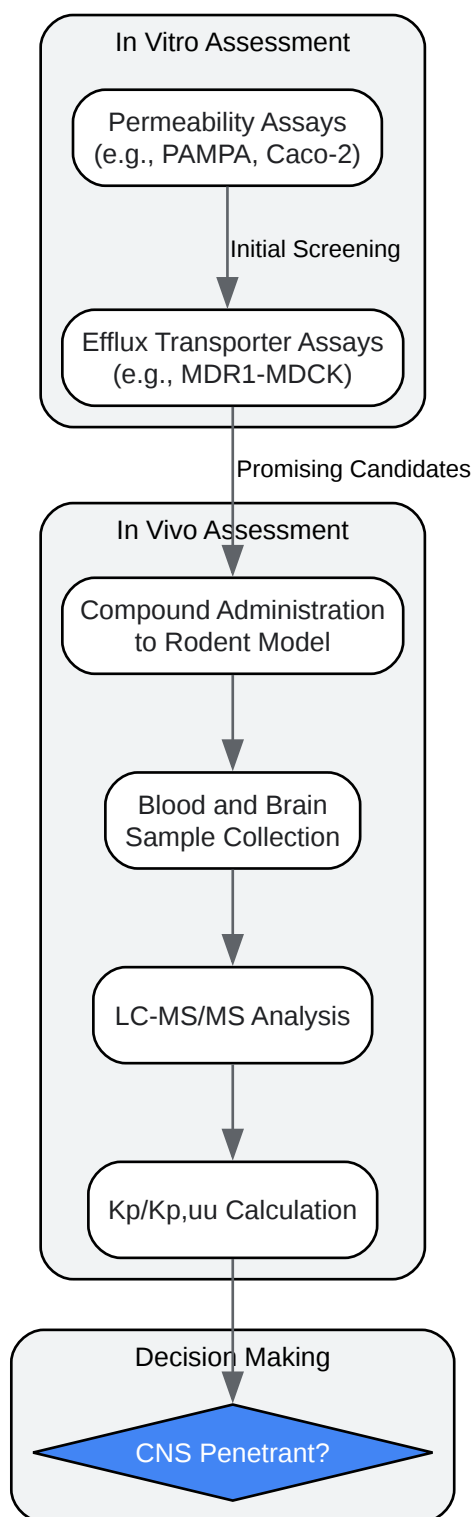 In Vitro Assessment
Permeability Assays
(e.g., PAMPA, Caco-2)
Initial Screening
Efflux Transporter Assays
(e.g., MDR1-MDCK)
Promising Candidates
In Vivo Assessment
Compound Administration
to Rodent Model
Blood and Brain
Sample Collection
LC-MS/MS Analysis
Kp/Kp,uu Calculation
Decision Making
CNS Penetrant?